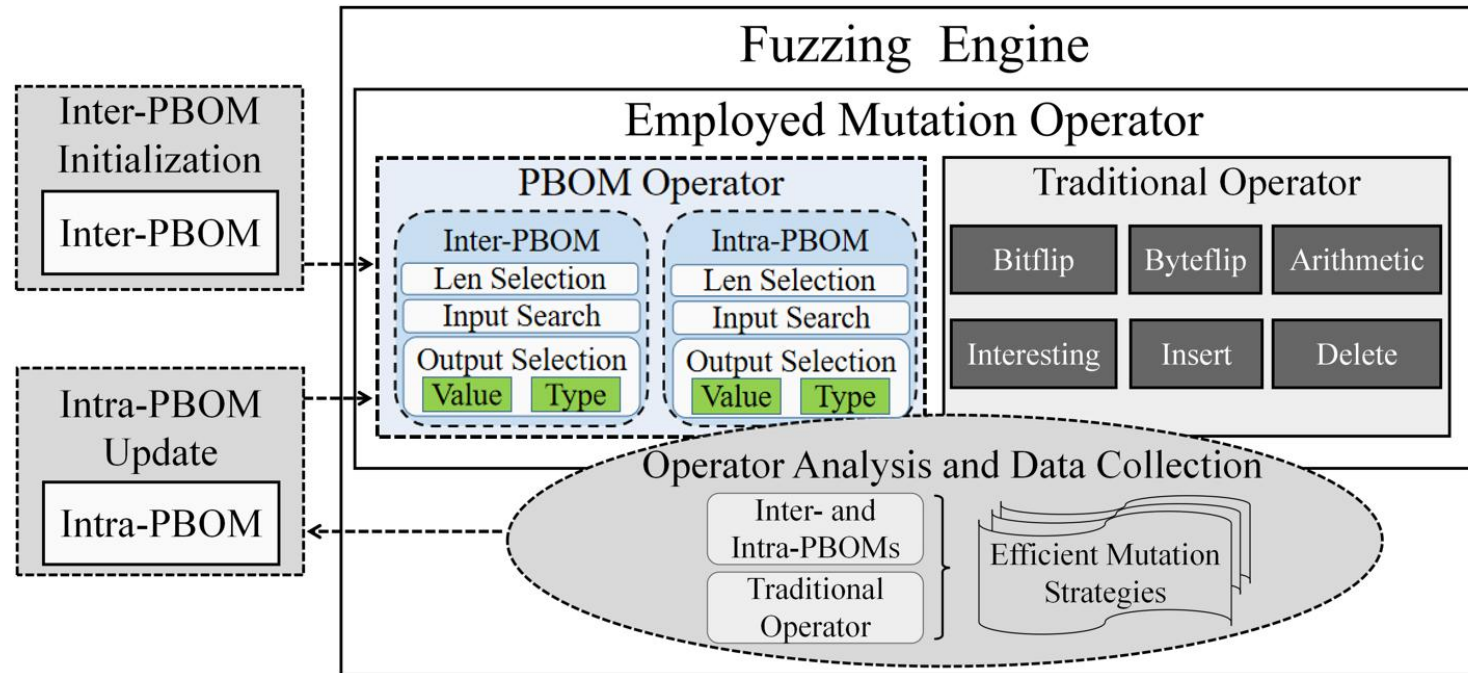 Fuzzing Engine
Inter-PBOM
Initialization
Inter-PBOM
Employed Mutation Operator
PBOM Operator
Inter-PBOM
Len Selection
Input Search
Output Selection
Value Type
Intra-PBOM
Len Selection
Input Search
Output Selection
Value Type
Traditional Operator
Bitflip Byteflip Arithmetic
Interesting Insert Delete
Intra-PBOM
Update
Intra-PBOM
Operator Analysis and Data Collection
Inter- and
Intra-PBOMs
Traditional
Operator
Efficient Mutation
Strategies